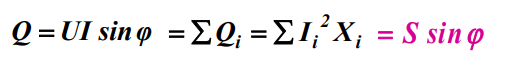 Q = UI sin φ = ΣQᵢ = ΣIᵢ²Xᵢ = S sin φ